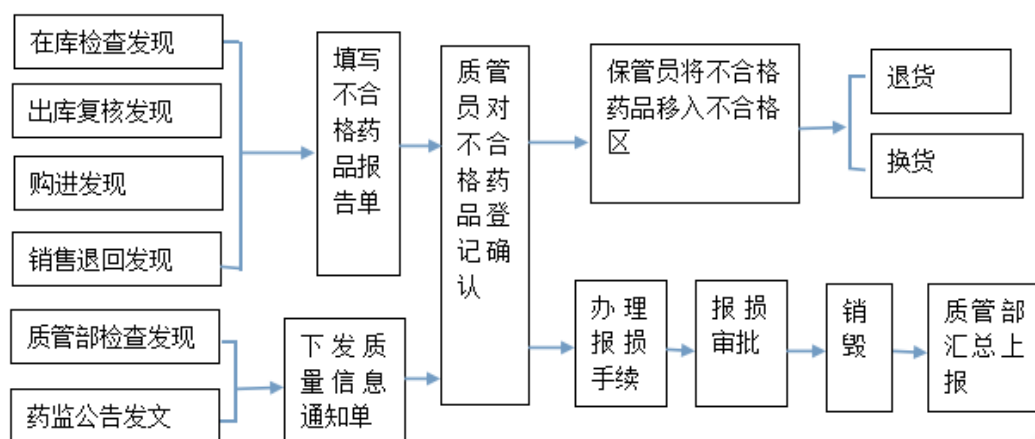 在库检查发现
出库复核发现
购进发现
销售退回发现
质管部检查发现
药监公告发文
填写
不合
格药
品报
告单
下发质
量信息
通知单
质管
员对
不合
格药
品登
记确
认
保管员将不合格
药品移入不合格
区
退货
换货
办理
报损
手续
报损
审批
销
毁
质管部
汇总上
报